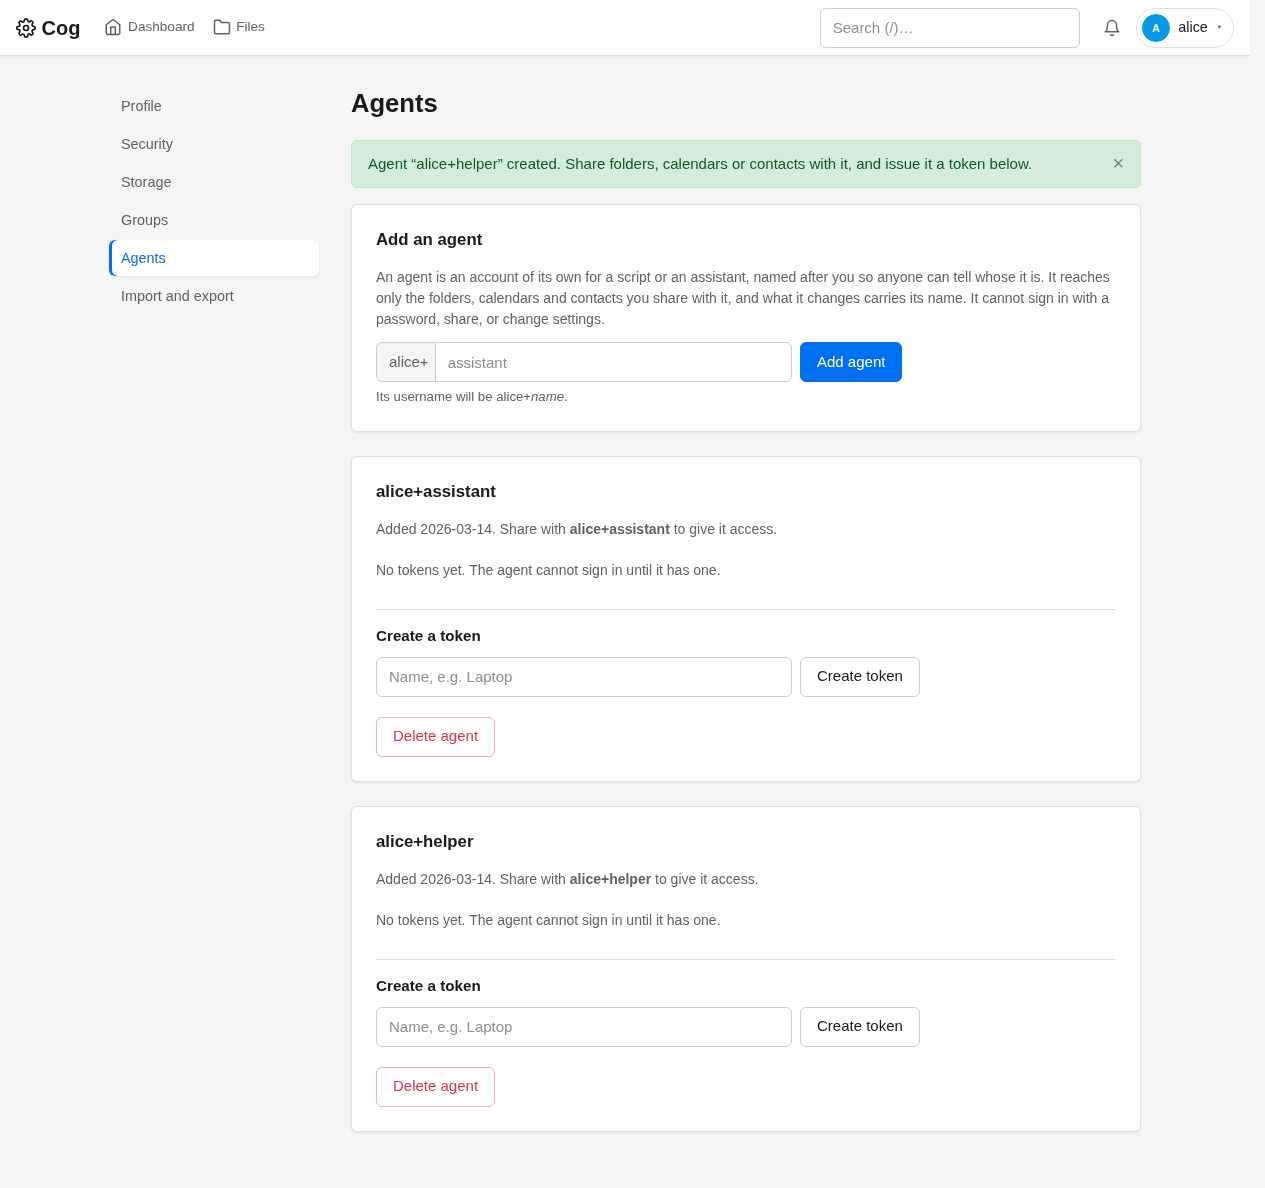 Cog
Dashboard
Files
Search (/)…
A
alice
Profile
Security
Storage
Groups
Agents
Import and export
Agents
Agent “alice+helper” created. Share folders, calendars or contacts with it, and issue it a token below.
×
Add an agent
An agent is an account of its own for a script or an assistant, named after you so anyone can tell whose it is. It reaches
only the folders, calendars and contacts you share with it, and what it changes carries its name. It cannot sign in with a
password, share, or change settings.
alice+
assistant
Add agent
Its username will be alice+name.
alice+assistant
Added 2026-03-14. Share with alice+assistant to give it access.
No tokens yet. The agent cannot sign in until it has one.
Create a token
Name, e.g. Laptop
Create token
Delete agent
alice+helper
Added 2026-03-14. Share with alice+helper to give it access.
No tokens yet. The agent cannot sign in until it has one.
Create a token
Name, e.g. Laptop
Create token
Delete agent